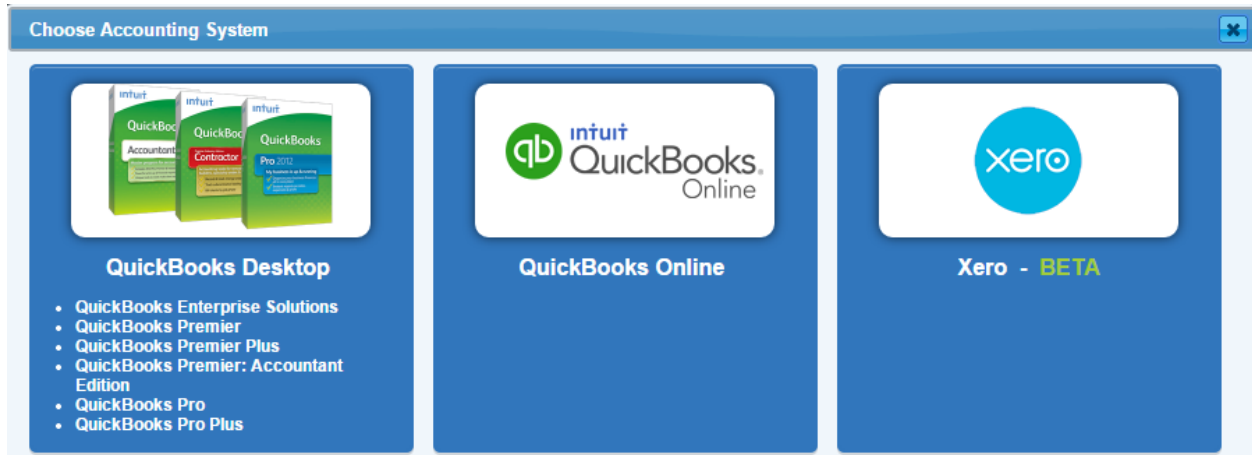 Choose Accounting System
intuit
QuickBooks
Accountant
intuit
QuickBooks
Contractor
intuit
QuickBooks
Pro 2012
qb
intuit
QuickBooks.
Online
xero
QuickBooks Desktop
QuickBooks Online
Xero - BETA
• QuickBooks Enterprise Solutions
• QuickBooks Premier
• QuickBooks Premier Plus
• QuickBooks Premier: Accountant
Edition
• QuickBooks Pro
• QuickBooks Pro Plus